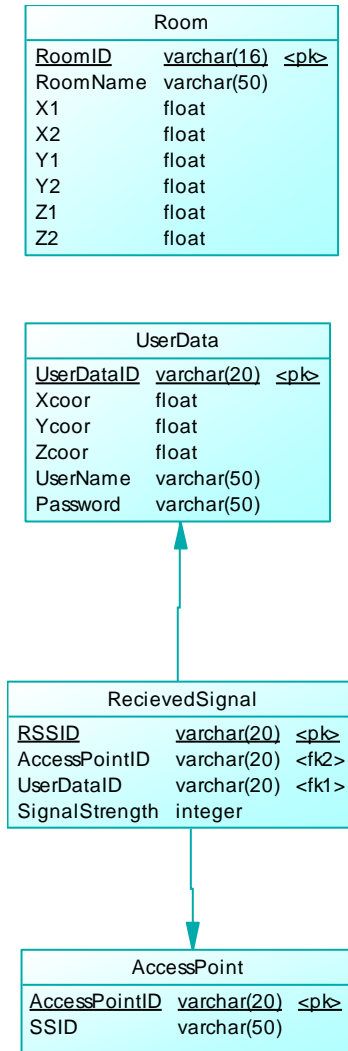 Room
RoomID varchar(16) <pk>
RoomName varchar(50)
X1 float
X2 float
Y1 float
Y2 float
Z1 float
Z2 float
UserData
UserDataID varchar(20) <pk>
Xcoor float
Ycoor float
Zcoor float
UserName varchar(50)
Password varchar(50)
RecievedSignal
RSSID varchar(20) <pk>
AccessPointID varchar(20) <fk2>
UserDataID varchar(20) <fk1>
SignalStrength integer
AccessPoint
AccessPointID varchar(20) <pk>
SSID varchar(50)